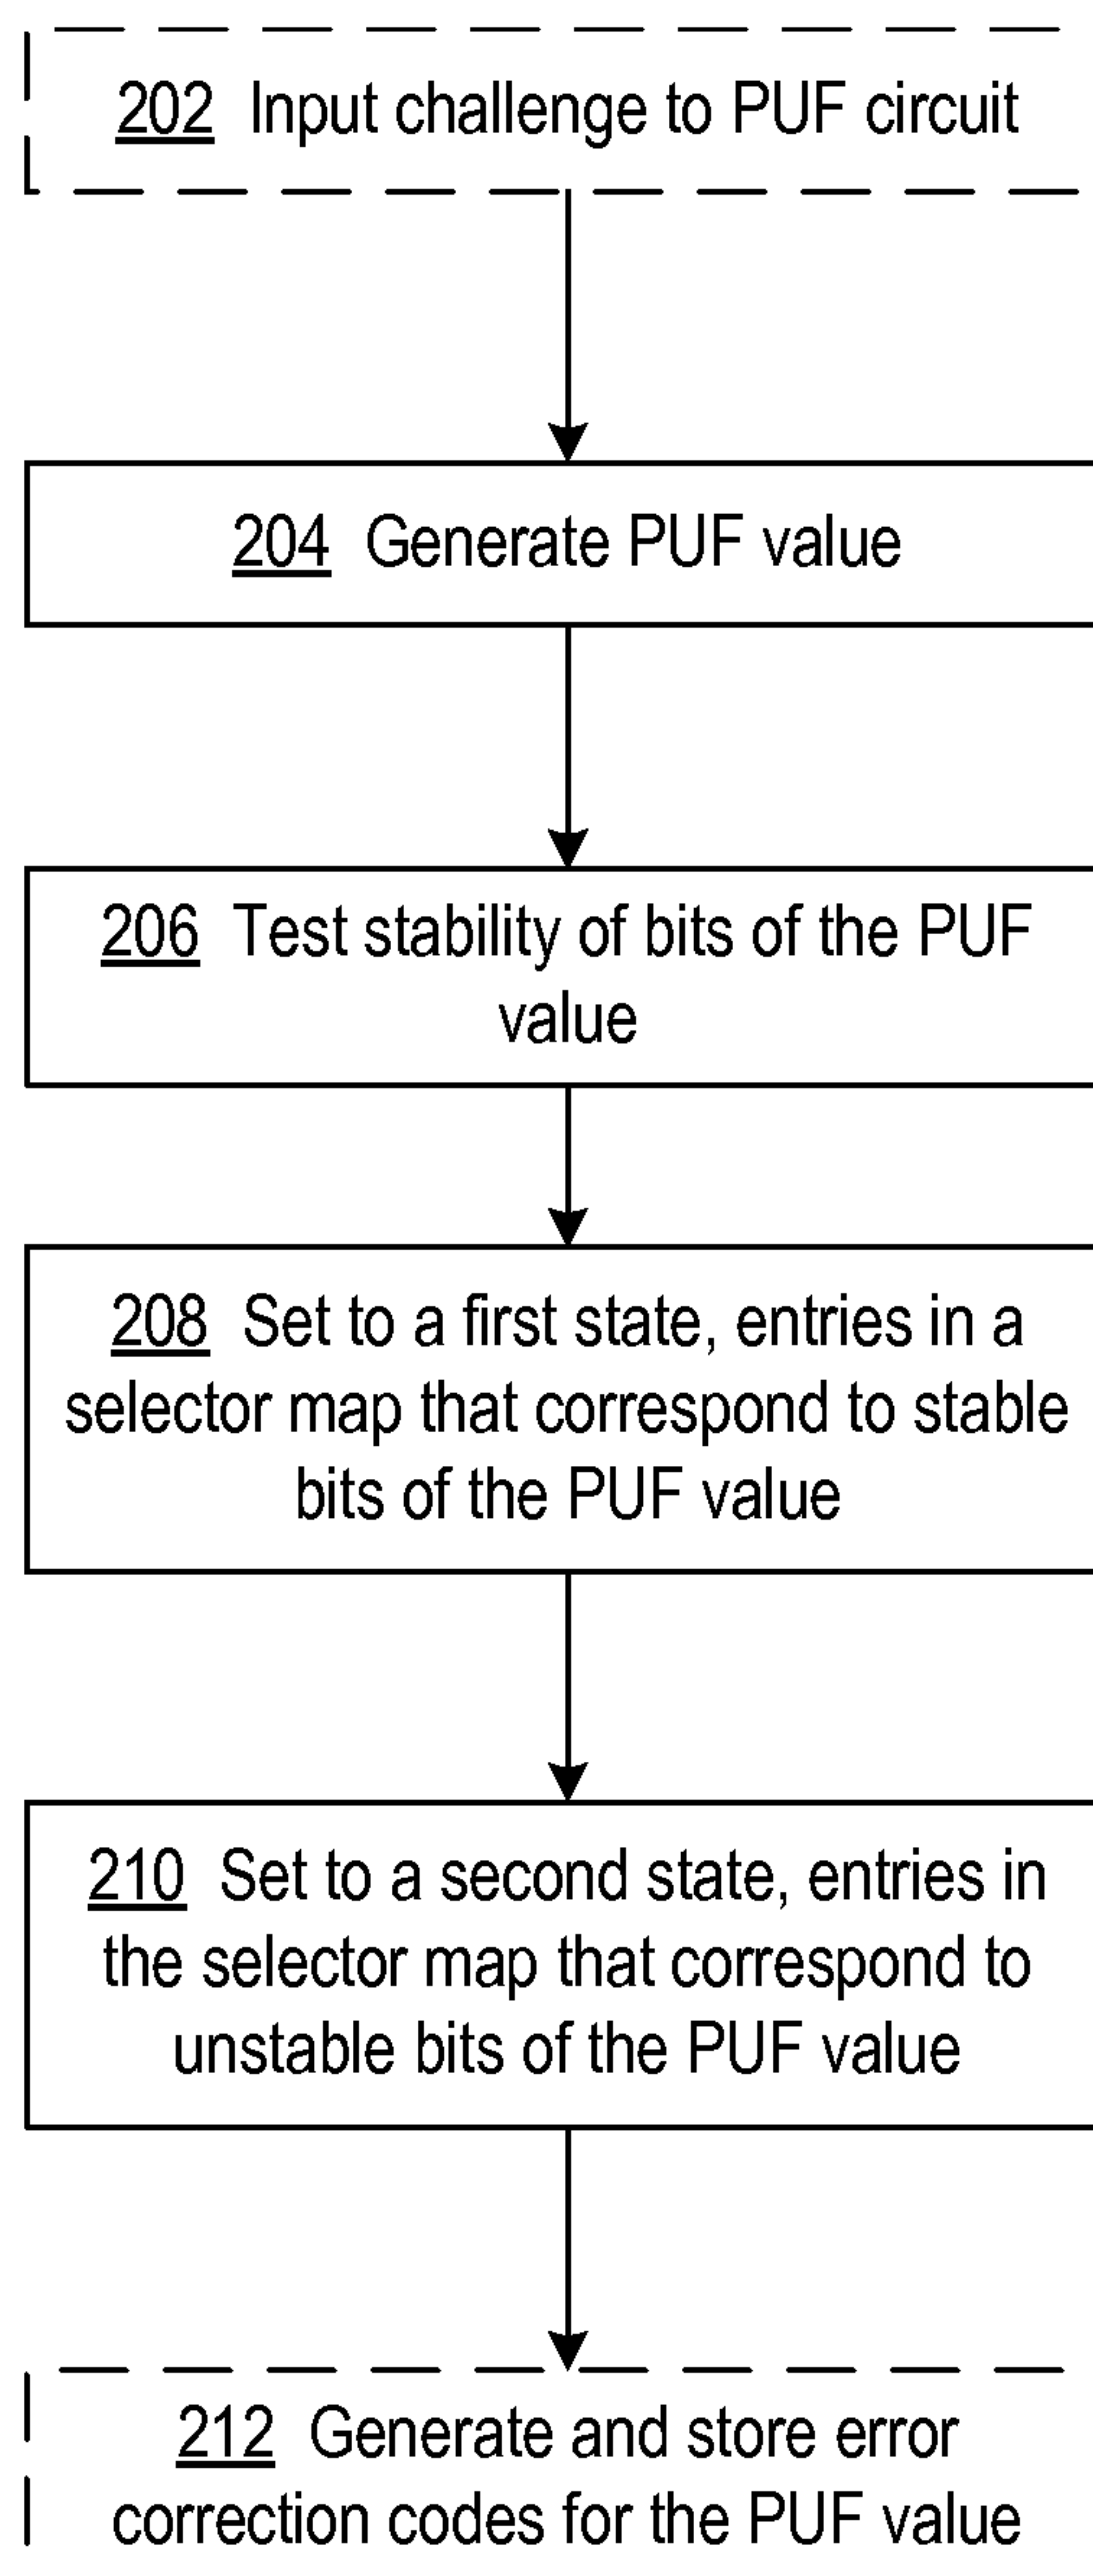 202 Input challenge to PUF circuit
204 Generate PUF value
206 Test stability of bits of the PUF
value
208 Set to a first state, entries in a
selector map that correspond to stable
bits of the PUF value
210 Set to a second state, entries in
the selector map that correspond to
unstable bits of the PUF value
212 Generate and store error
correction codes for the PUF value